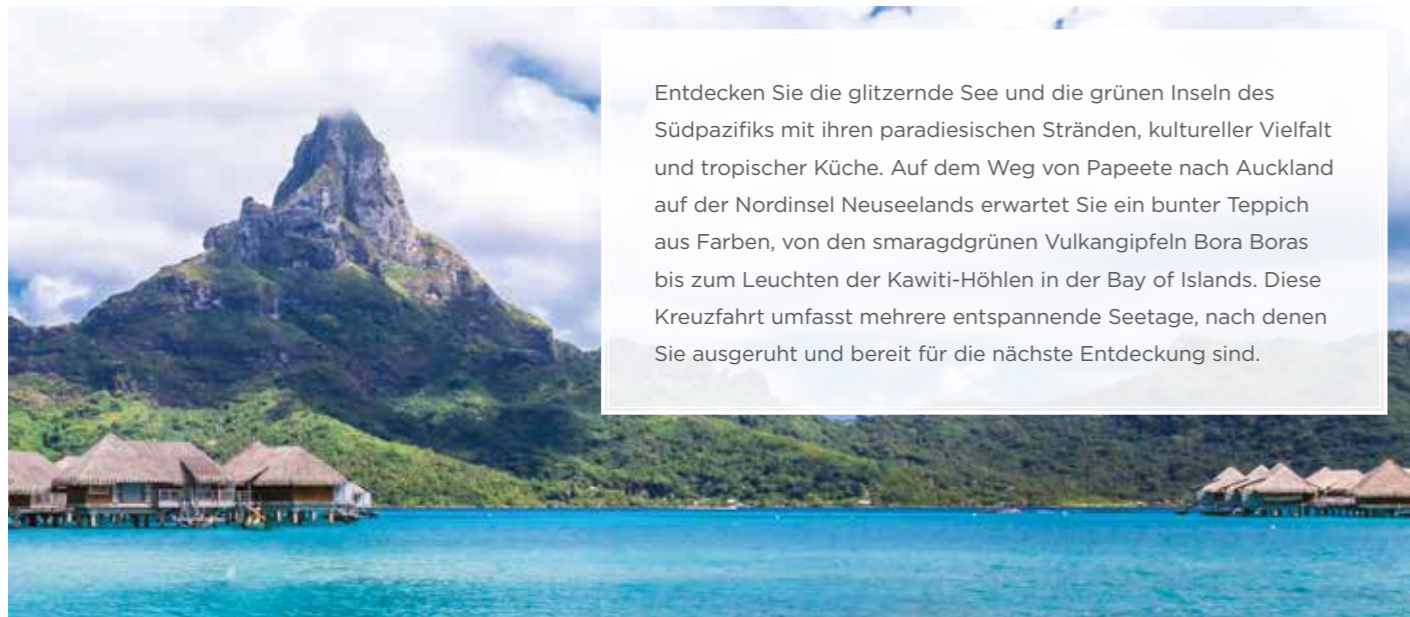 Entdecken Sie die glitzernde See und die grünen Inseln des
Südpazifiks mit ihren paradiesischen Stränden, kultureller Vielfalt
und tropischer Küche. Auf dem Weg von Papeete nach Auckland
auf der Nordinsel Neuseelands erwartet Sie ein bunter Teppich
aus Farben, von den smaragdgrünen Vulkangipfeln Bora Boras
bis zum Leuchten der Kawiti-Höhlen in der Bay of Islands. Diese
Kreuzfahrt umfasst mehrere entspannende Seetage, nach denen
Sie ausgeruht und bereit für die nächste Entdeckung sind.